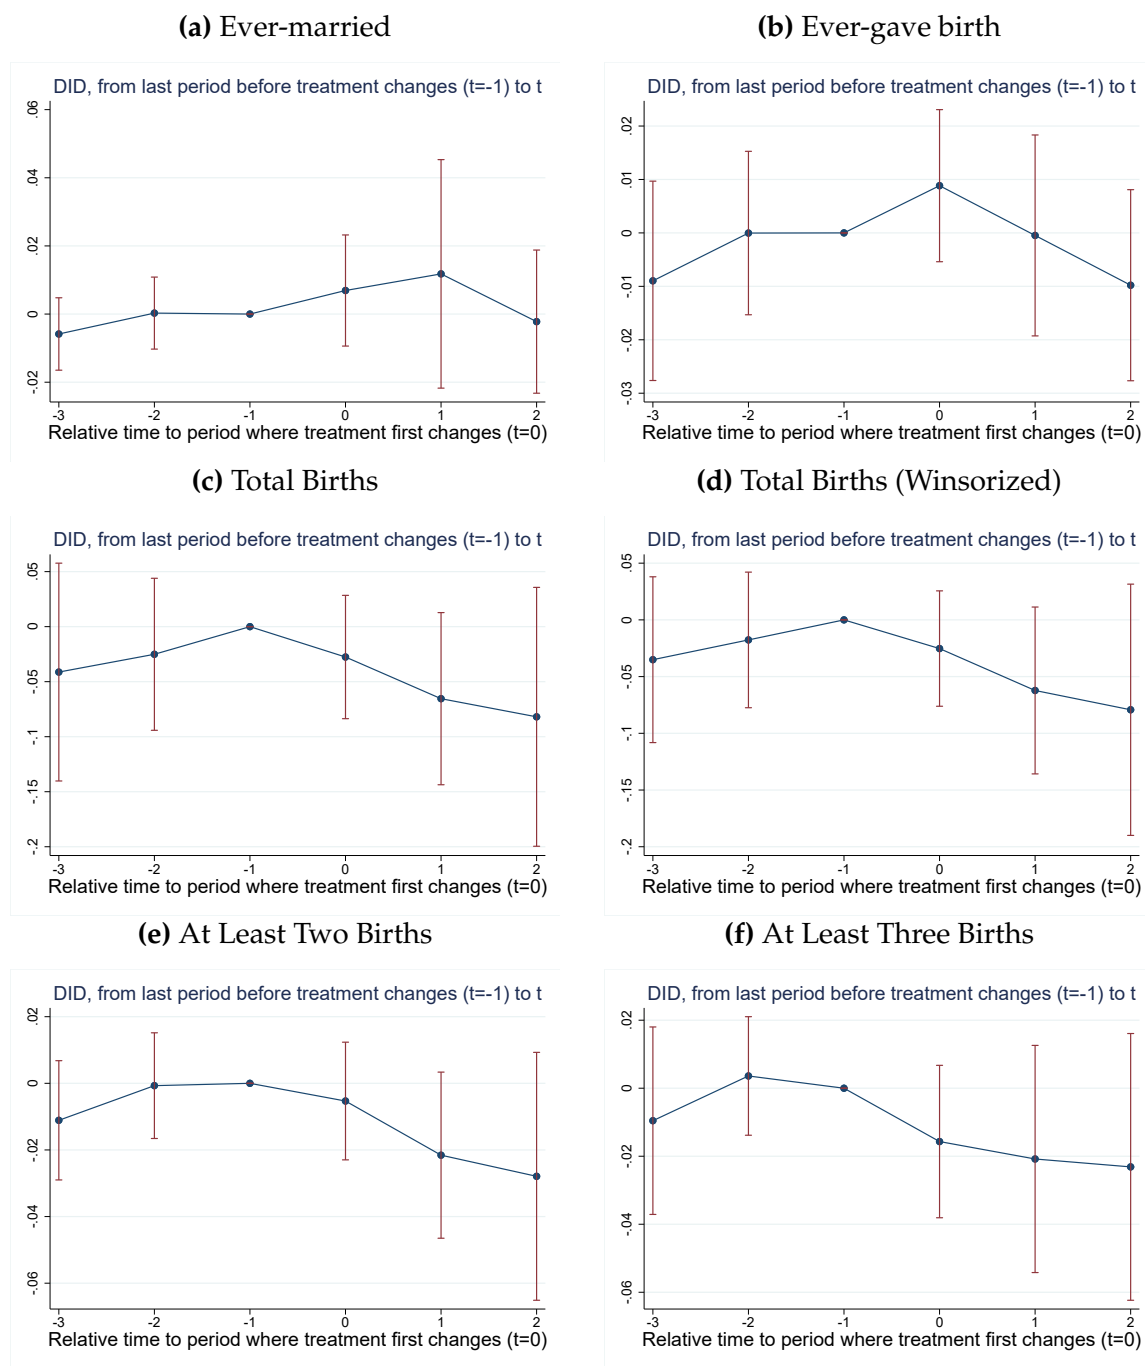 (a) Ever-married
(b) Ever-gave birth
DID, from last period before treatment changes (t=-1) to t
.06
.04
.02
0
-.02
-3 -2 -1 0 1 2
Relative time to period where treatment first changes (t=0)
DID, from last period before treatment changes (t=-1) to t
.02
.01
0
-.01
-.02
-.03
-3 -2 -1 0 1 2
Relative time to period where treatment first changes (t=0)
(c) Total Births
(d) Total Births (Winsorized)
DID, from last period before treatment changes (t=-1) to t
.05
0
-.05
-.1
-.15
-.2
-3 -2 -1 0 1 2
Relative time to period where treatment first changes (t=0)
DID, from last period before treatment changes (t=-1) to t
.05
0
-.05
-.1
-.15
-.2
-3 -2 -1 0 1 2
Relative time to period where treatment first changes (t=0)
(e) At Least Two Births
(f) At Least Three Births
DID, from last period before treatment changes (t=-1) to t
.02
0
-.02
-.04
-.06
-3 -2 -1 0 1 2
Relative time to period where treatment first changes (t=0)
DID, from last period before treatment changes (t=-1) to t
.02
0
-.02
-.04
-.06
-3 -2 -1 0 1 2
Relative time to period where treatment first changes (t=0)